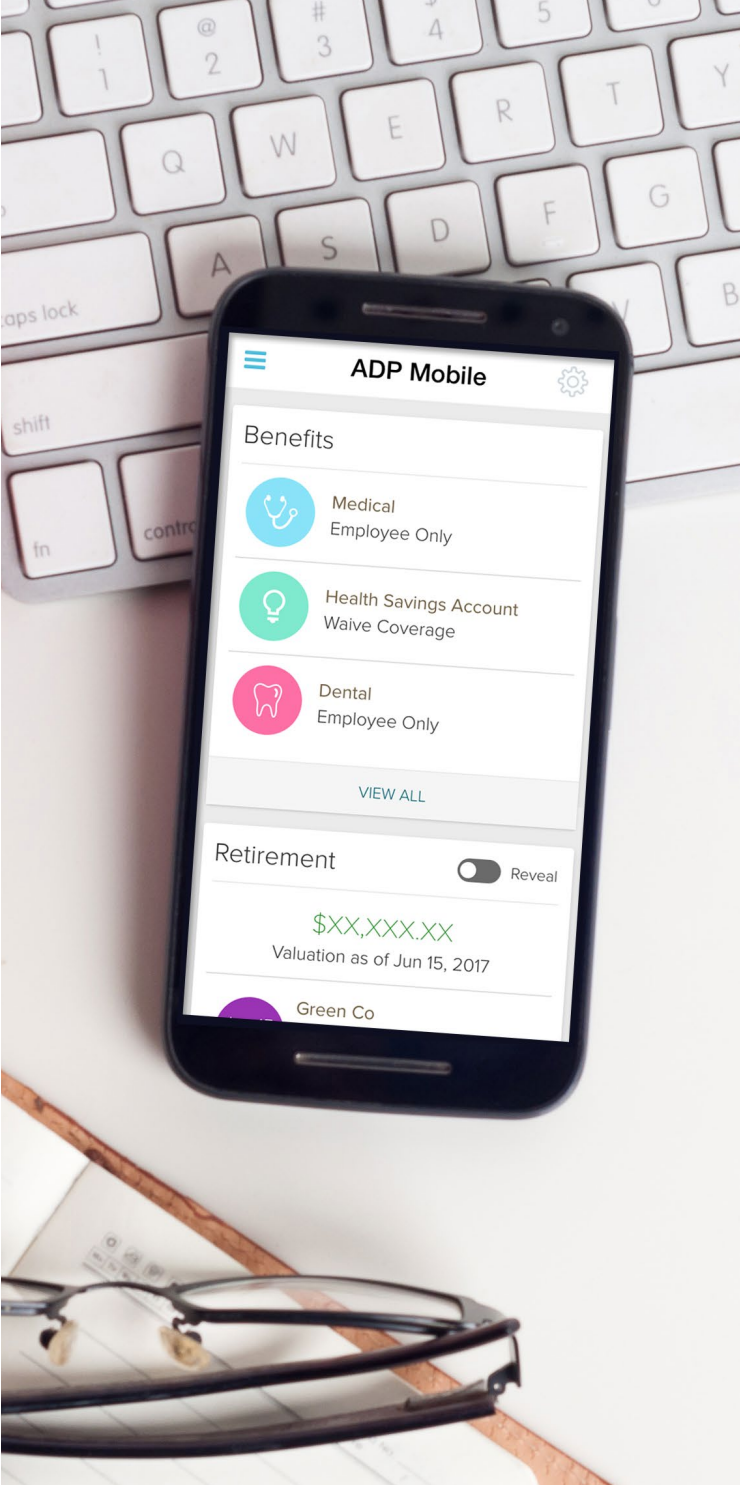 ! @ # $
1 2 3 4 5
Q W E R T Y
A S D F G
caps lock V B
shift
fn control
ADP Mobile
Benefits
Medical
Employee Only
Health Savings Account
Waive Coverage
Dental
Employee Only
VIEW ALL
Retirement
Reveal
$XX,XXX.XX
Valuation as of Jun 15, 2017
Green Co